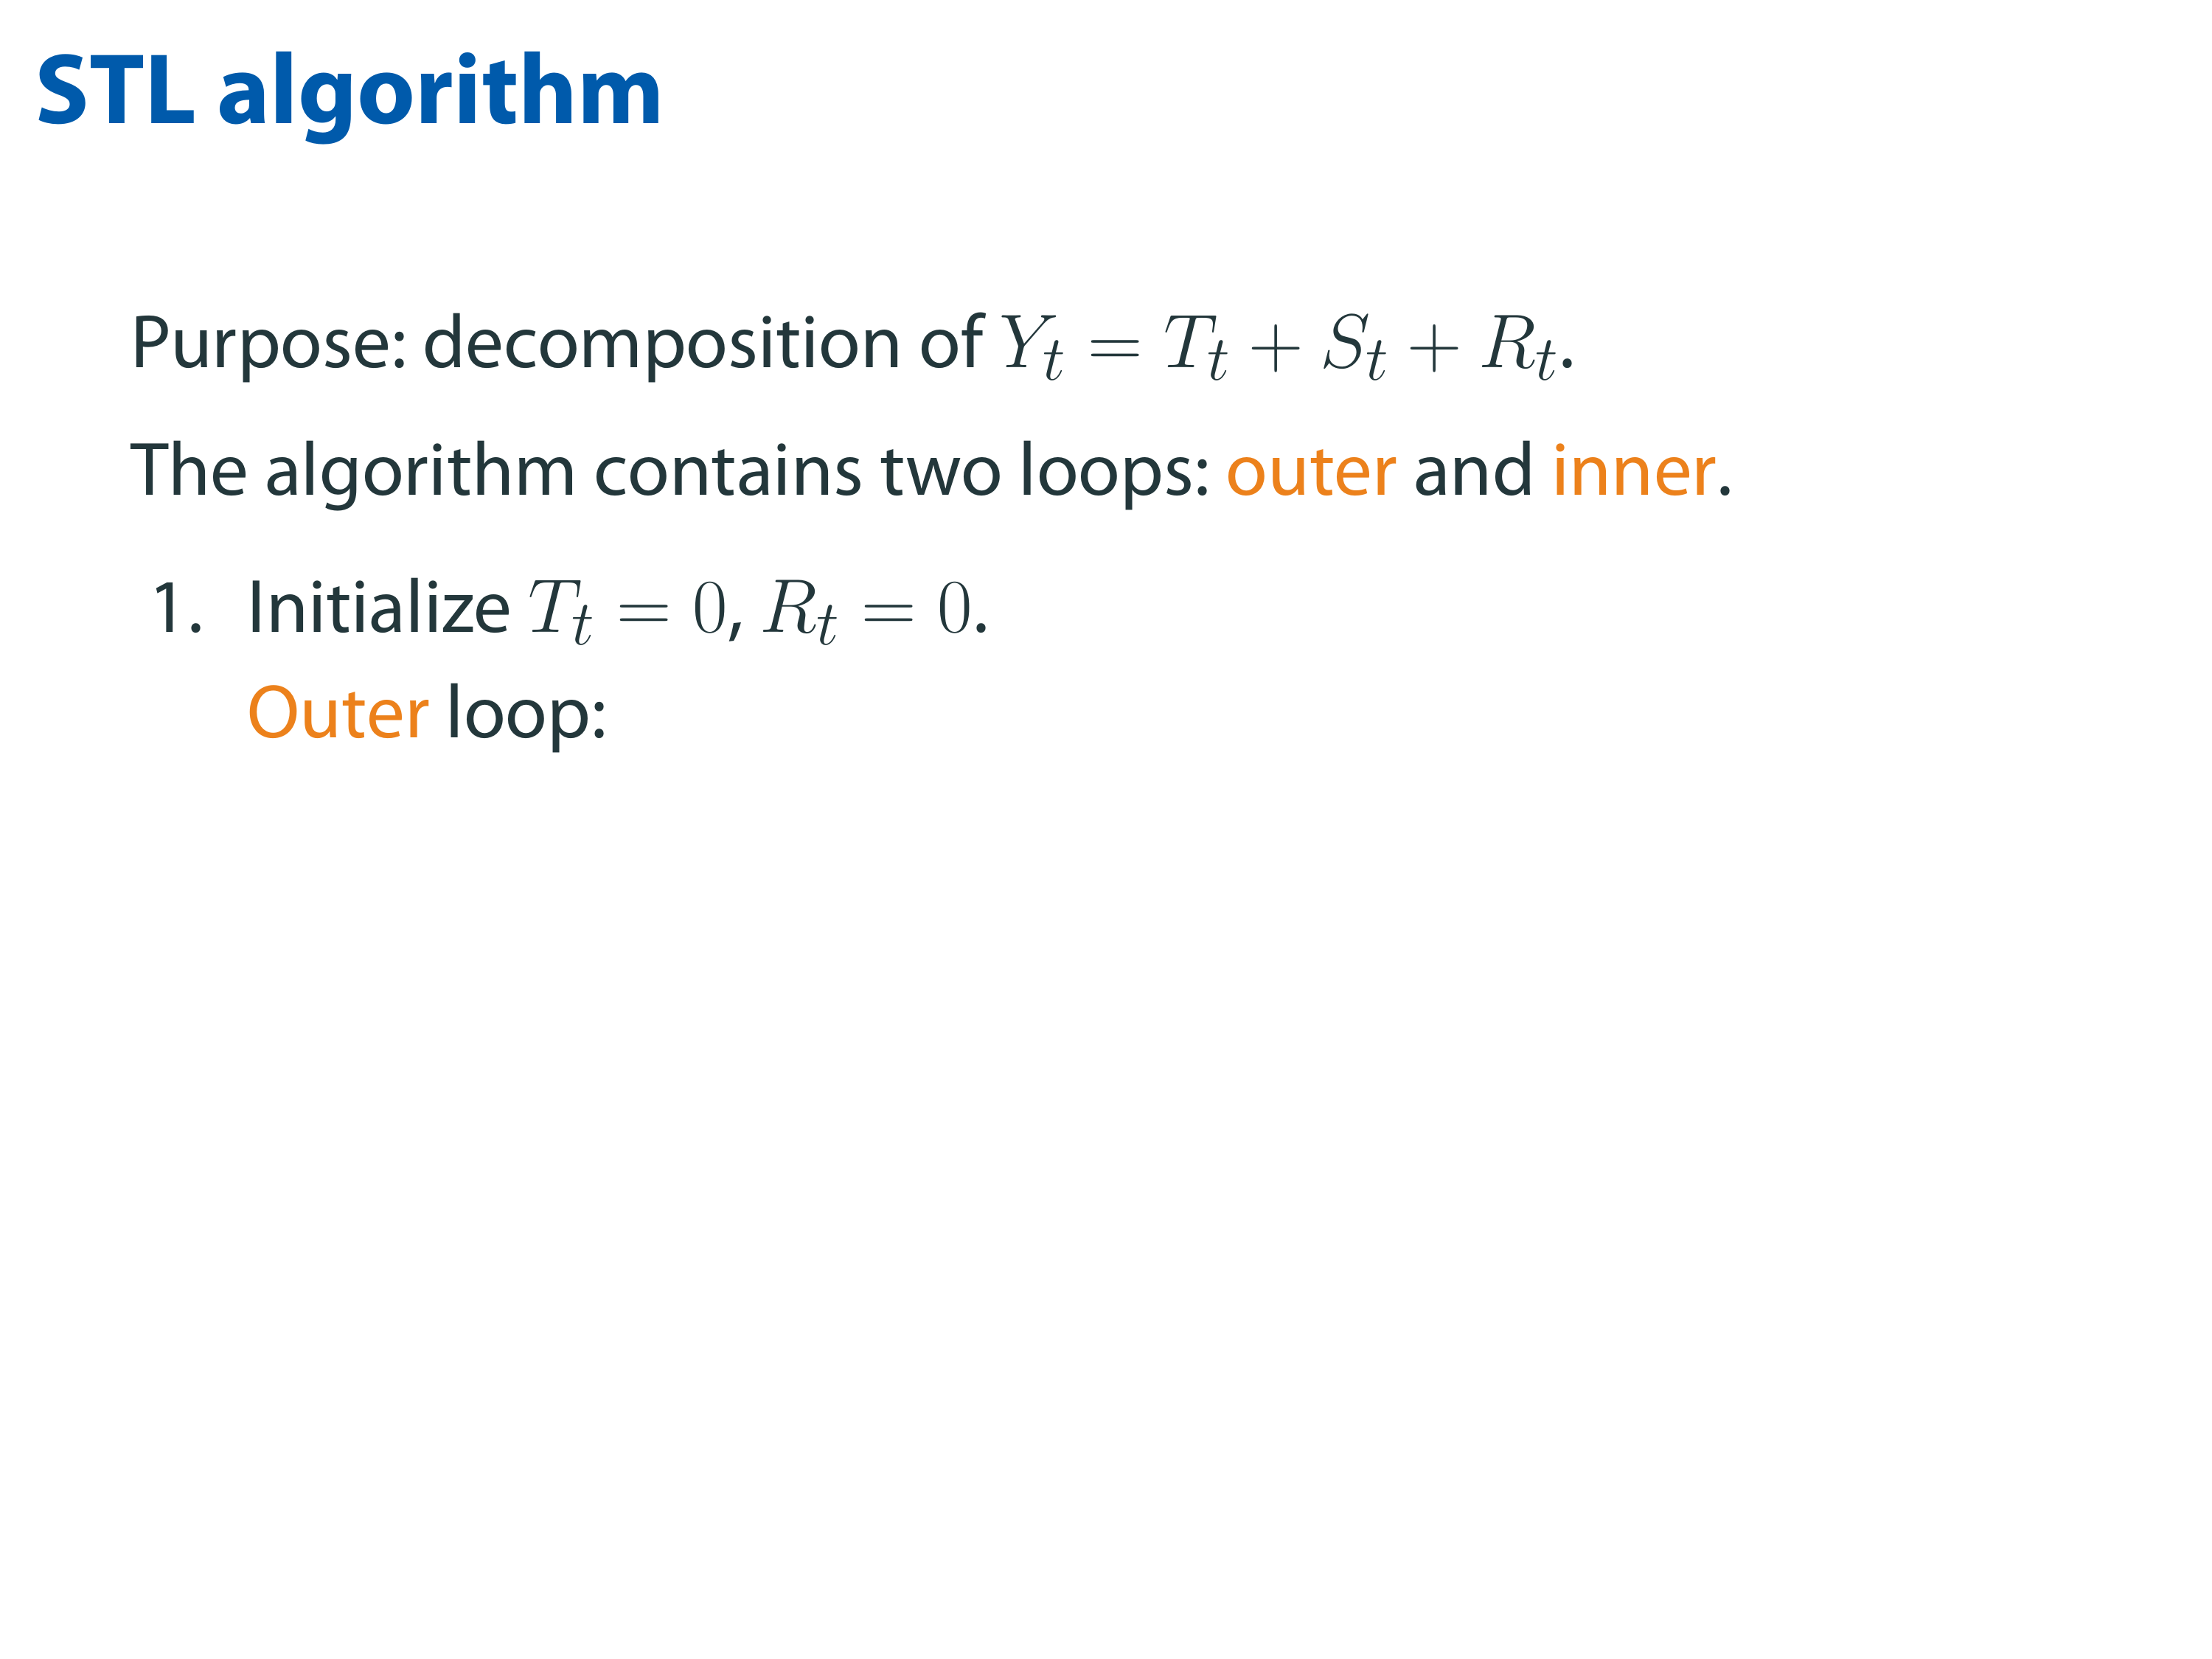 STL algorithm
Purpose: decomposition of $Y_t = T_t + S_t + R_t$.
The algorithm contains two loops: outer and inner.
1. Initialize $T_t = 0, R_t = 0$.
Outer loop: